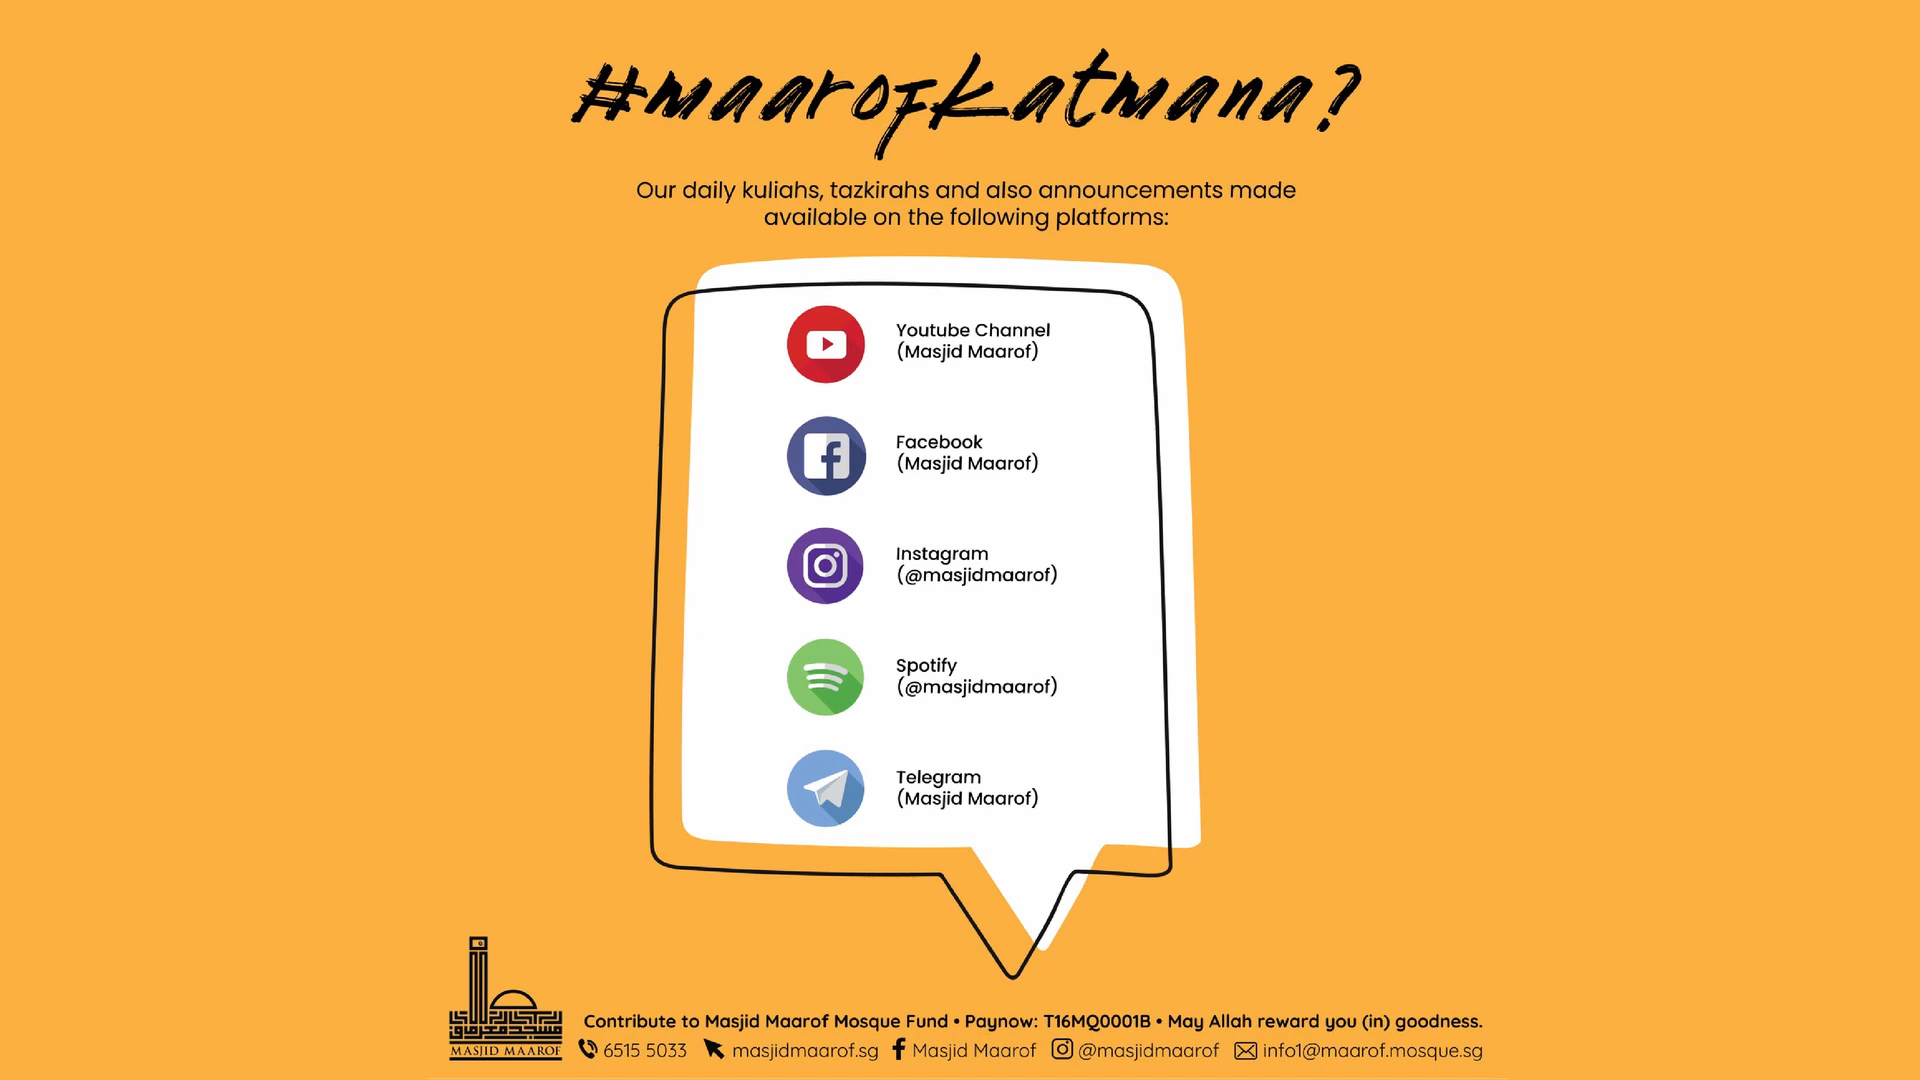 #maarofkatmana?
Our daily kuliahs, tazkirahs and also announcements made
available on the following platforms:
Youtube Channel
(Masjid Maarof)
Facebook
(Masjid Maarof)
Instagram
(@masjidmaarof)
Spotify
(@masjidmaarof)
Telegram
(Masjid Maarof)
MASJID MAAROF
Contribute to Masjid Maarof Mosque Fund • Paynow: T16MQ0001B • May Allah reward you (in) goodness.
6515 5033 masjidmaarof.sg Masjid Maarof @masjidmaarof info1@maarof.mosque.sg